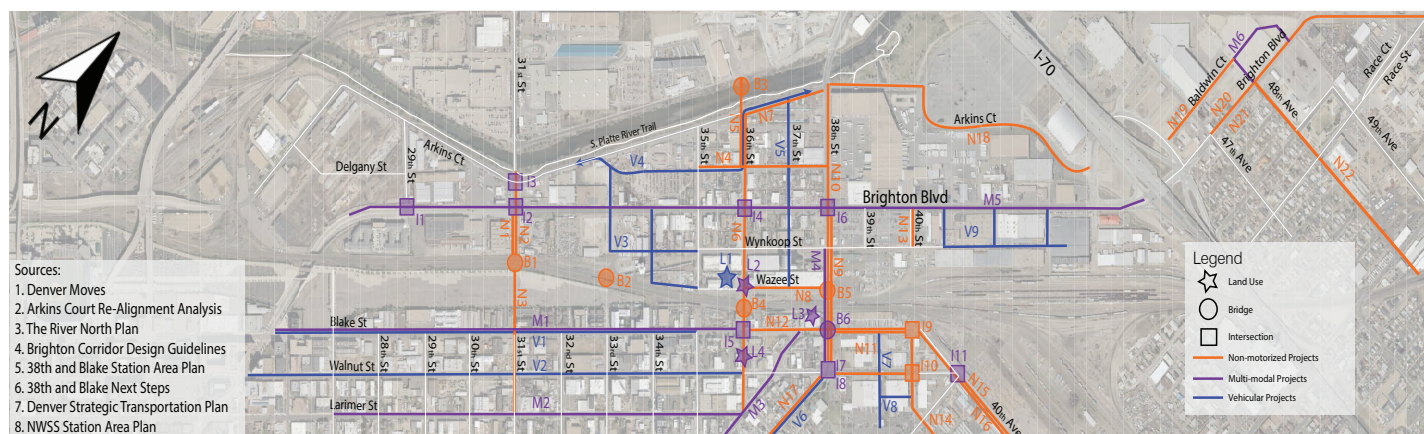 N
31st St
I-70
M6
Baldwin Ct
Brighton Blvd
Race Ct
Race St
N19
N20
N21
48th Ave
49th Ave
47th Ave
N22
B3
N5
N7
S. Platte River Trail
Arkins Ct
Arkins Ct
N18
29th St
Delgany St
35th St
36th St
37th St
38th St
V4
N4
V5
N10
I3
I1
I2
I4
I6
Brighton Blvd
M5
N1
N2
N6
39th St
40th St
N13
V3
V9
Wynkoop St
M4
N9
B1
B2
L1
L2
Wazee St
N8
B5
N3
B4
L3
Blake St
M1
N12
B6
I9
V1
I5
L4
N11
V7
I10
I11
28th St
29th St
30th St
31st St
32nd St
33rd St
34th St
Walnut St
V2
I7
I8
N15
N16
40th Ave
Larimer St
M2
M3
N17
V6
V8
N14
Sources:
1. Denver Moves
2. Arkins Court Re-Alignment Analysis
3. The River North Plan
4. Brighton Corridor Design Guidelines
5. 38th and Blake Station Area Plan
6. 38th and Blake Next Steps
7. Denver Strategic Transportation Plan
8. NWSS Station Area Plan
Legend
Land Use
Bridge
Intersection
Non-motorized Projects
Multi-modal Projects
Vehicular Projects